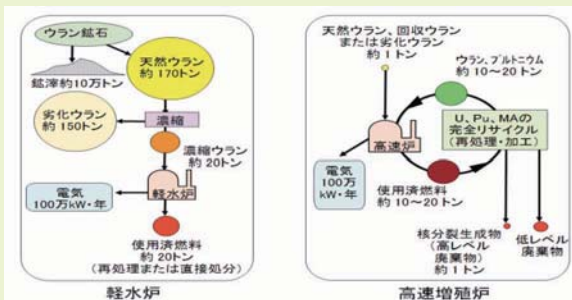 ウラン鉱石
鉱滓約10万トン
天然ウラン
約170トン
劣化ウラン
約150トン
濃縮
濃縮ウラン
約20トン
電気
100万kW・年
軽水炉
使用済燃料
約20トン
(再処理または直接処分)
軽水炉
天然ウラン、回収ウラン
または劣化ウラン
約1トン
ウラン、プルトニウム
約10～20トン
高速炉
U、Pu、MAの
完全リサイクル
(再処理・加工)
電気
100万
kW・年
使用済燃料
約10～20トン
核分裂生成物
(高レベル
廃棄物)
約1トン
低レベル
廃棄物
高速増殖炉